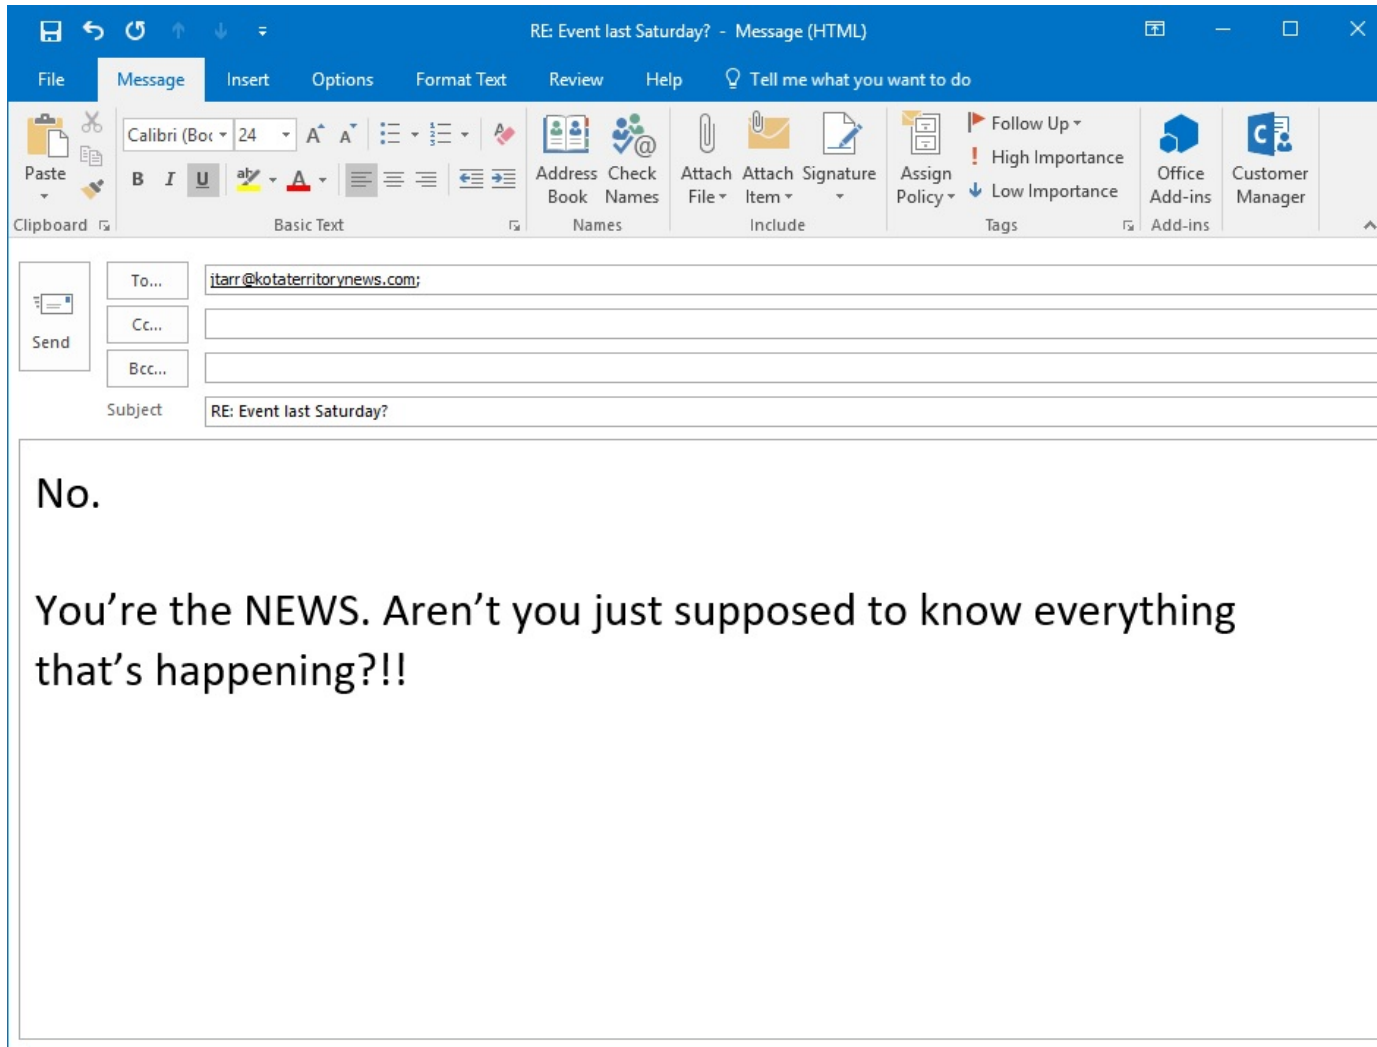 RE: Event last Saturday? - Message (HTML)
File Message Insert Options Format Text Review Help Tell me what you want to do
Calibri (Boc 24 A A
Paste B I U aby A
Address Book Check Names Attach File Attach Item Signature Assign Policy
Follow Up
High Importance
Low Importance
Office Add-ins Customer Manager
Clipboard Basic Text Names Include Tags Add-ins
To... jtarr@kotaterritorynews.com;
Send
Cc...
Bcc...
Subject RE: Event last Saturday?
No.
You're the NEWS. Aren't you just supposed to know everything
that's happening?!!